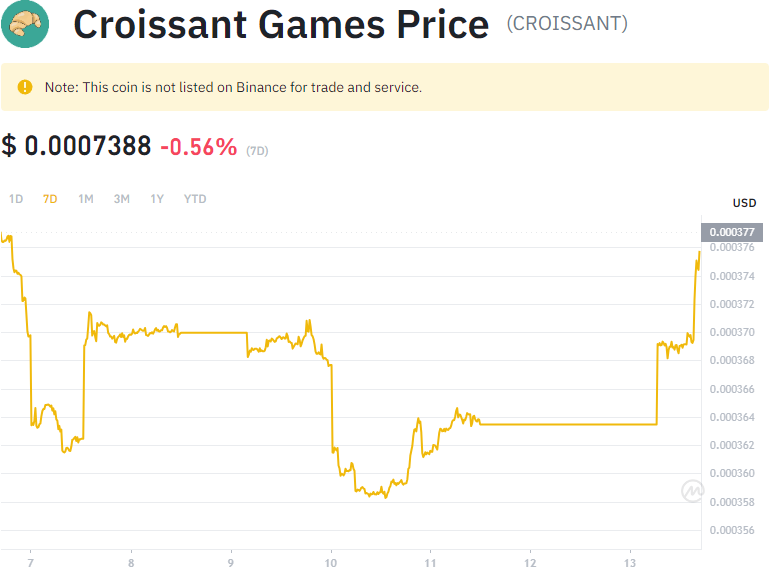 Croissant Games Price (CROISSANT)
Note: This coin is not listed on Binance for trade and service.
$ 0.0007388 -0.56% (7D)
1D 7D 1M 3M 1Y YTD
USD
0.000377
0.000376
0.000374
0.000372
0.000370
0.000368
0.000366
0.000364
0.000362
0.000360
0.000358
0.000356
7 8 9 10 11 12 13